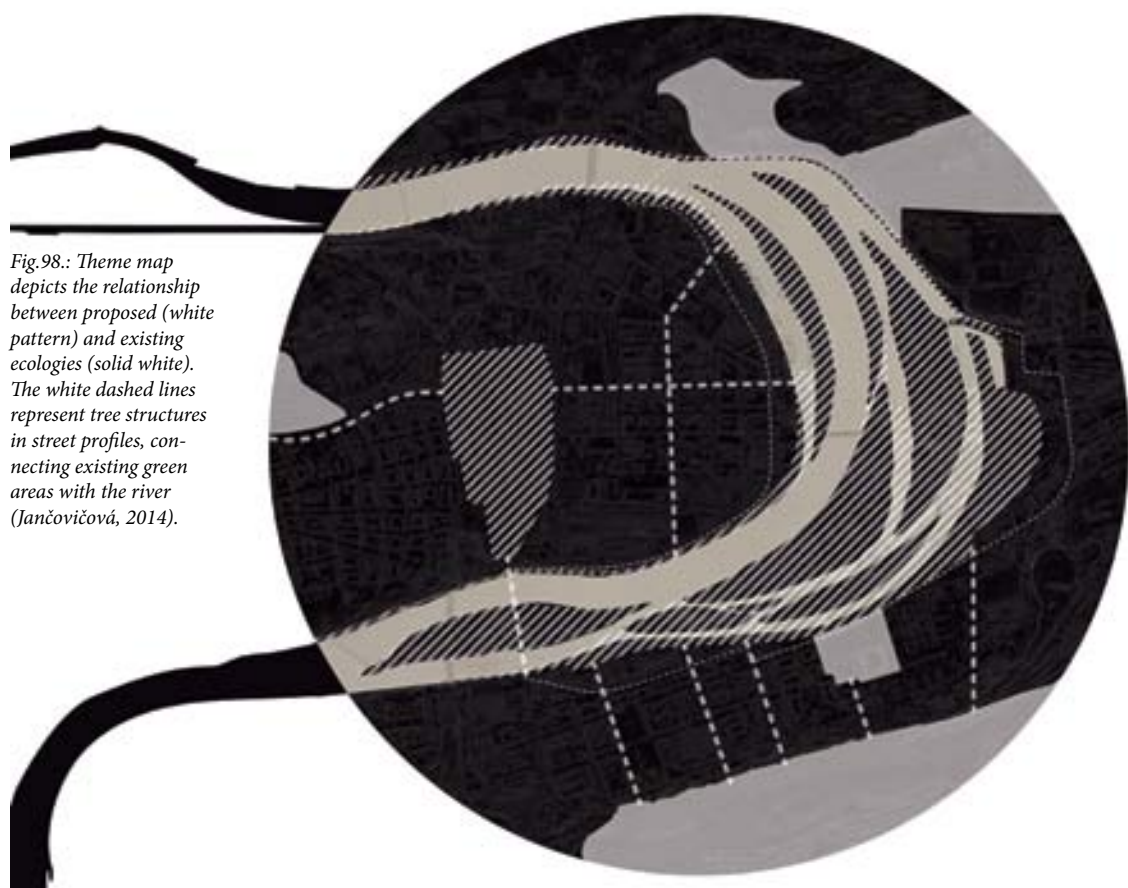 Fig.98.: Theme map
depicts the relationship
between proposed (white
pattern) and existing
ecologies (solid white).
The white dashed lines
represent tree structures
in street profiles, con-
necting existing green
areas with the river
(Jančovičová, 2014).